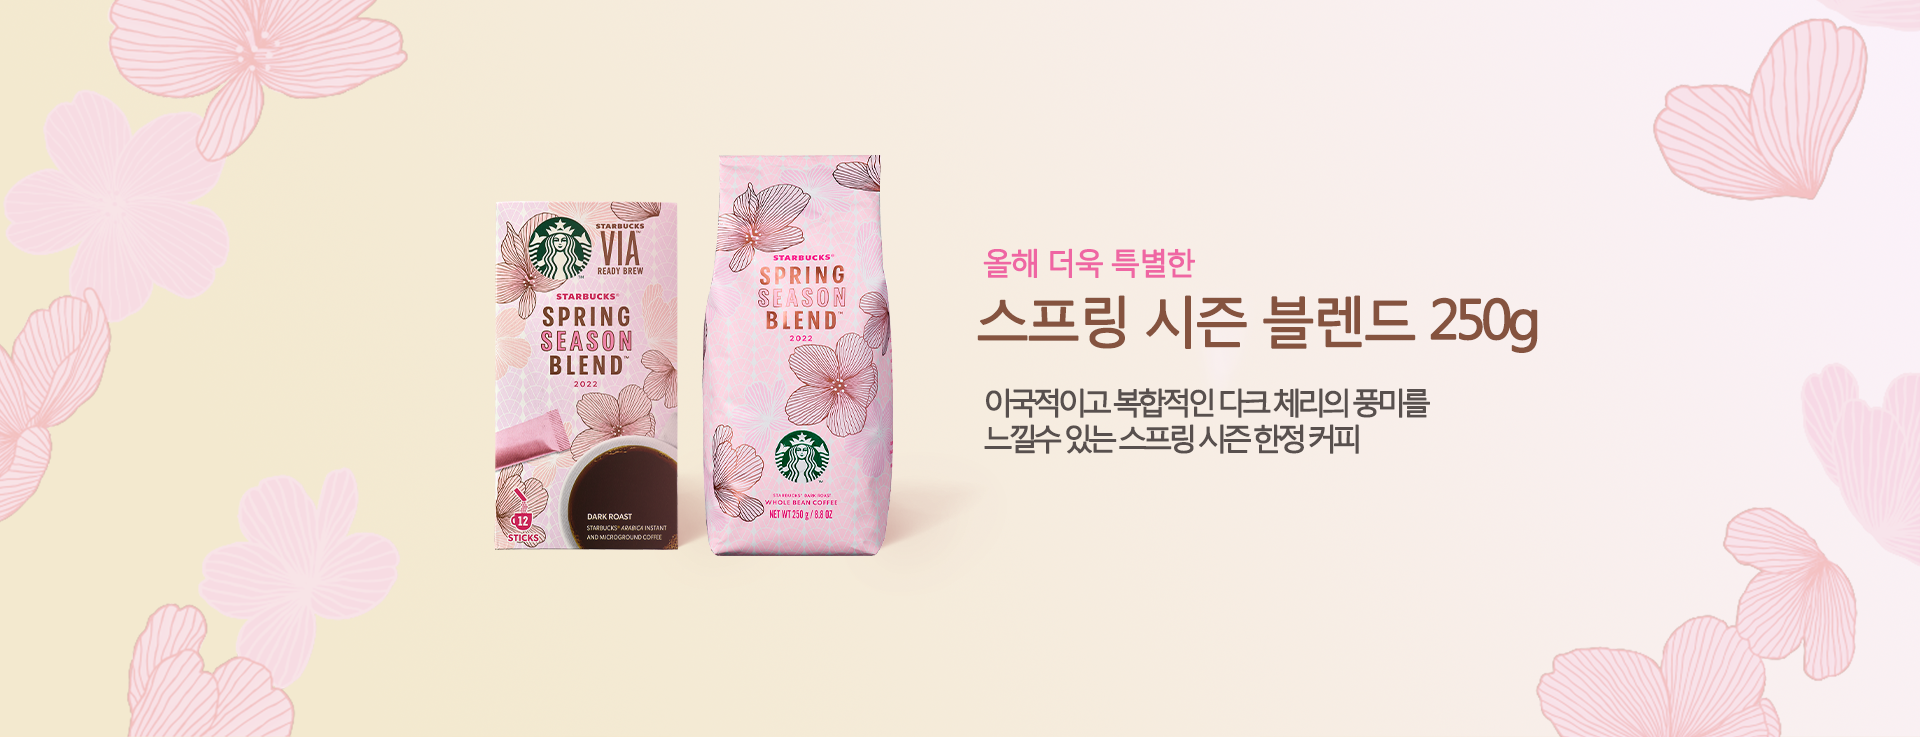 STARBUCKS
VIA™
READY BREW
STARBUCKS®
SPRING
SEASON
BLEND™
2022
12
STICKS
DARK ROAST
STARBUCKS® ARABICA INSTANT
AND MICROGROUND COFFEE
STARBUCKS®
SPRING
SEASON
BLEND™
2022
STARBUCKS® DARK ROAST
WHOLE BEAN COFFEE
NET WT 250 g / 8.8 OZ
올해 더욱 특별한
스프링 시즌 블렌드 250g
이국적이고 복합적인 다크 체리의 풍미를
느낄수 있는 스프링 시즌 한정 커피